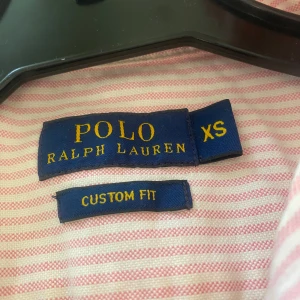 POLO
RALPH LAUREN
XS
CUSTOM FIT